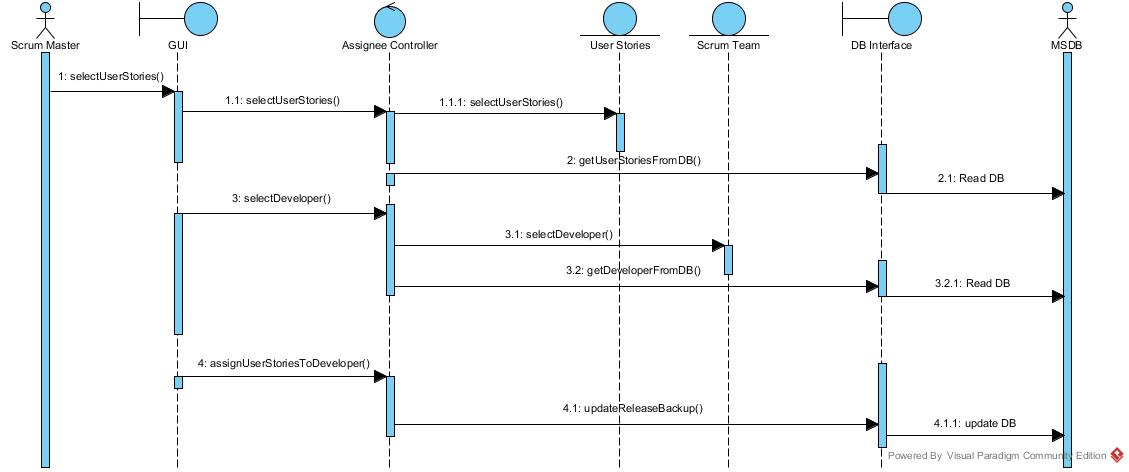 Scrum Master
GUI
Assignee Controller
User Stories
Scrum Team
DB Interface
MSDB
1: selectUserStories()
1.1: selectUserStories()
1.1.1: selectUserStories()
2: getUserStoriesFromDB()
2.1: Read DB
3: selectDeveloper()
3.1: selectDeveloper()
3.2: getDeveloperFromDB()
3.2.1: Read DB
4: assignUserStoriesToDeveloper()
4.1: updateReleaseBackup()
4.1.1: update DB
Powered By Visual Paradigm Community Edition